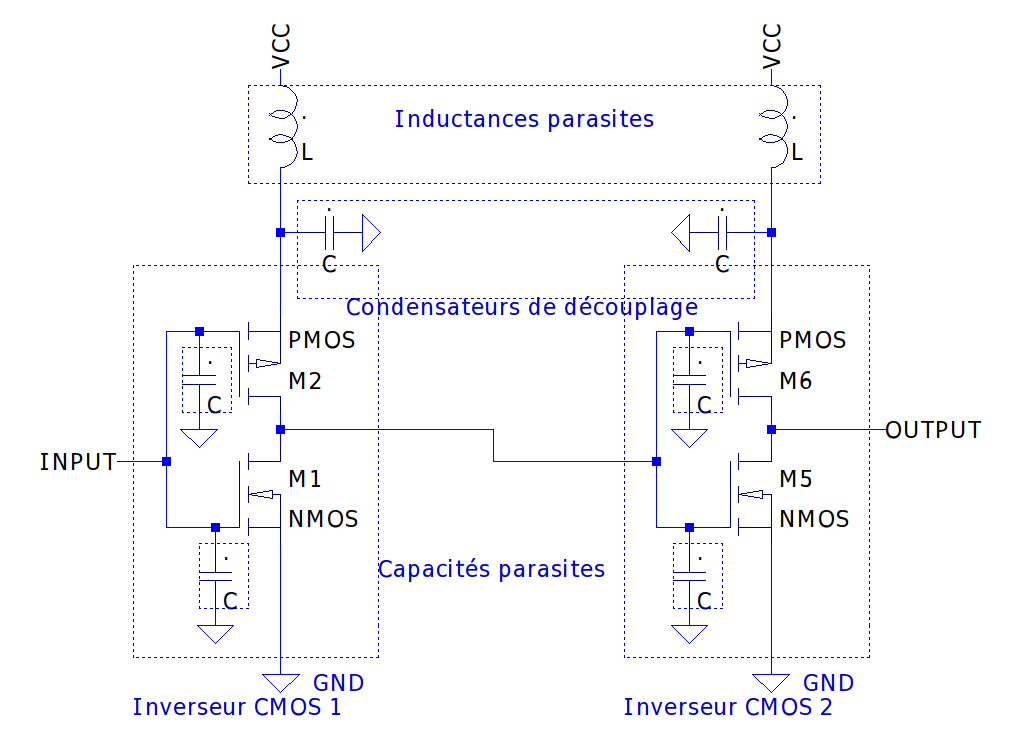 VCC
VCC
Inductances parasites
L
L
C
C
Condensateurs de découplage
PMOS
M2
C
PMOS
M6
C
INPUT
OUTPUT
M1
NMOS
C
M5
NMOS
C
Capacités parasites
GND
GND
Inverseur CMOS 1
Inverseur CMOS 2